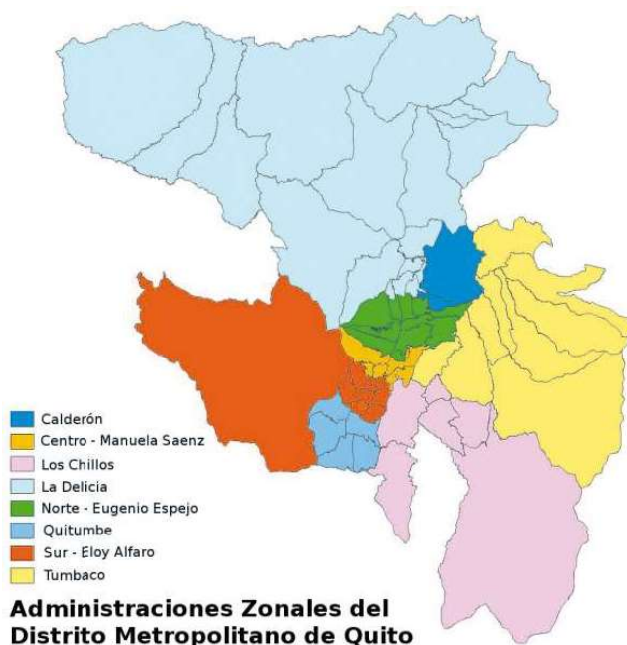 Calderón
Centro - Manuela Saenz
Los Chillos
La Delicia
Norte - Eugenio Espejo
Quitumbe
Sur - Eloy Alfaro
Tumbaco
Administraciones Zonales del
Distrito Metropolitano de Quito